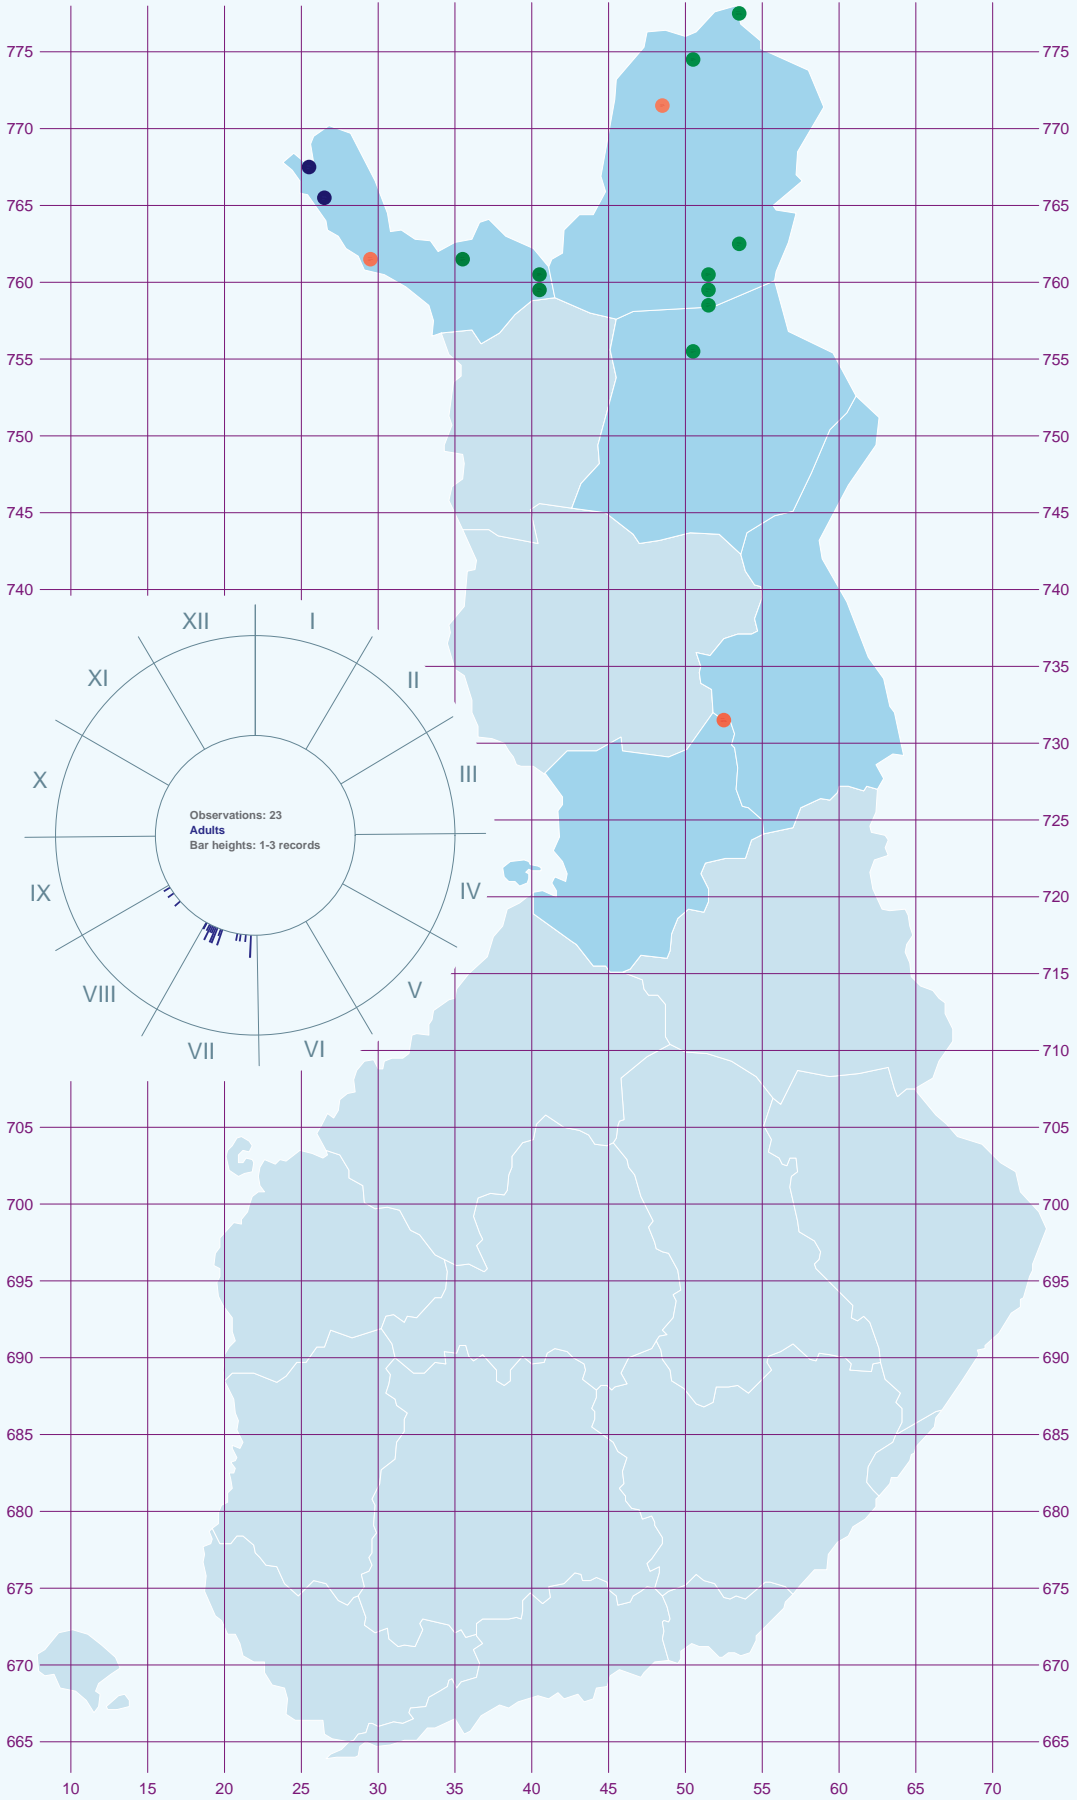 775 775
770 770
765 765
760 760
755 755
750 750
745 745
740 740
XII I
XI II
735
X III
730
Observations: 23
Adults
Bar heights: 1-3 records
725
IX IV
720
VIII V
715
VII VI
710
705 705
700 700
695 695
690 690
685 685
680 680
675 675
670 670
665 665
10 15 20 25 30 35 40 45 50 55 60 65 70